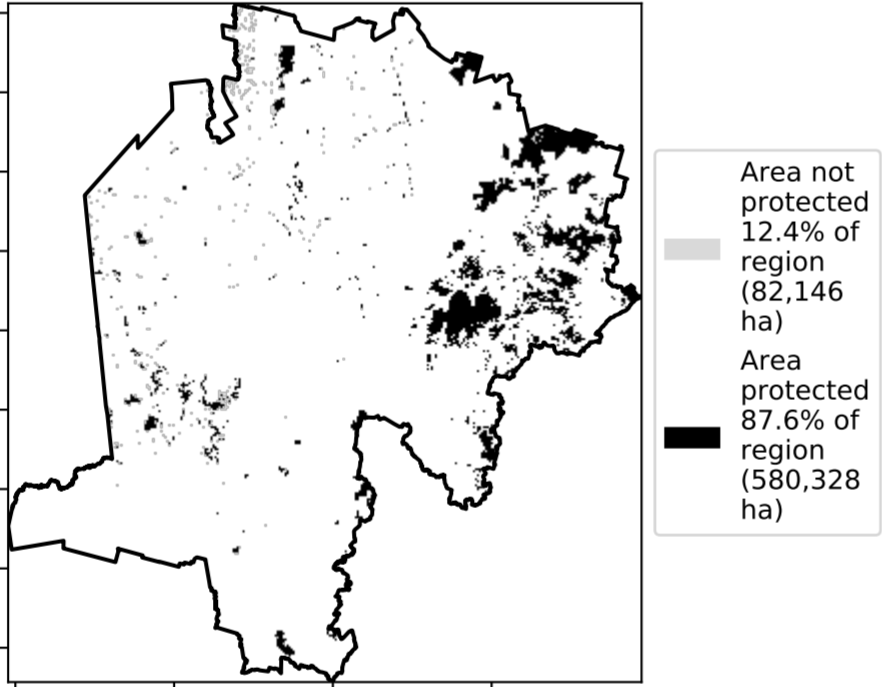 Area not
protected
12.4% of
region
(82,146
ha)
Area
protected
87.6% of
region
(580,328
ha)